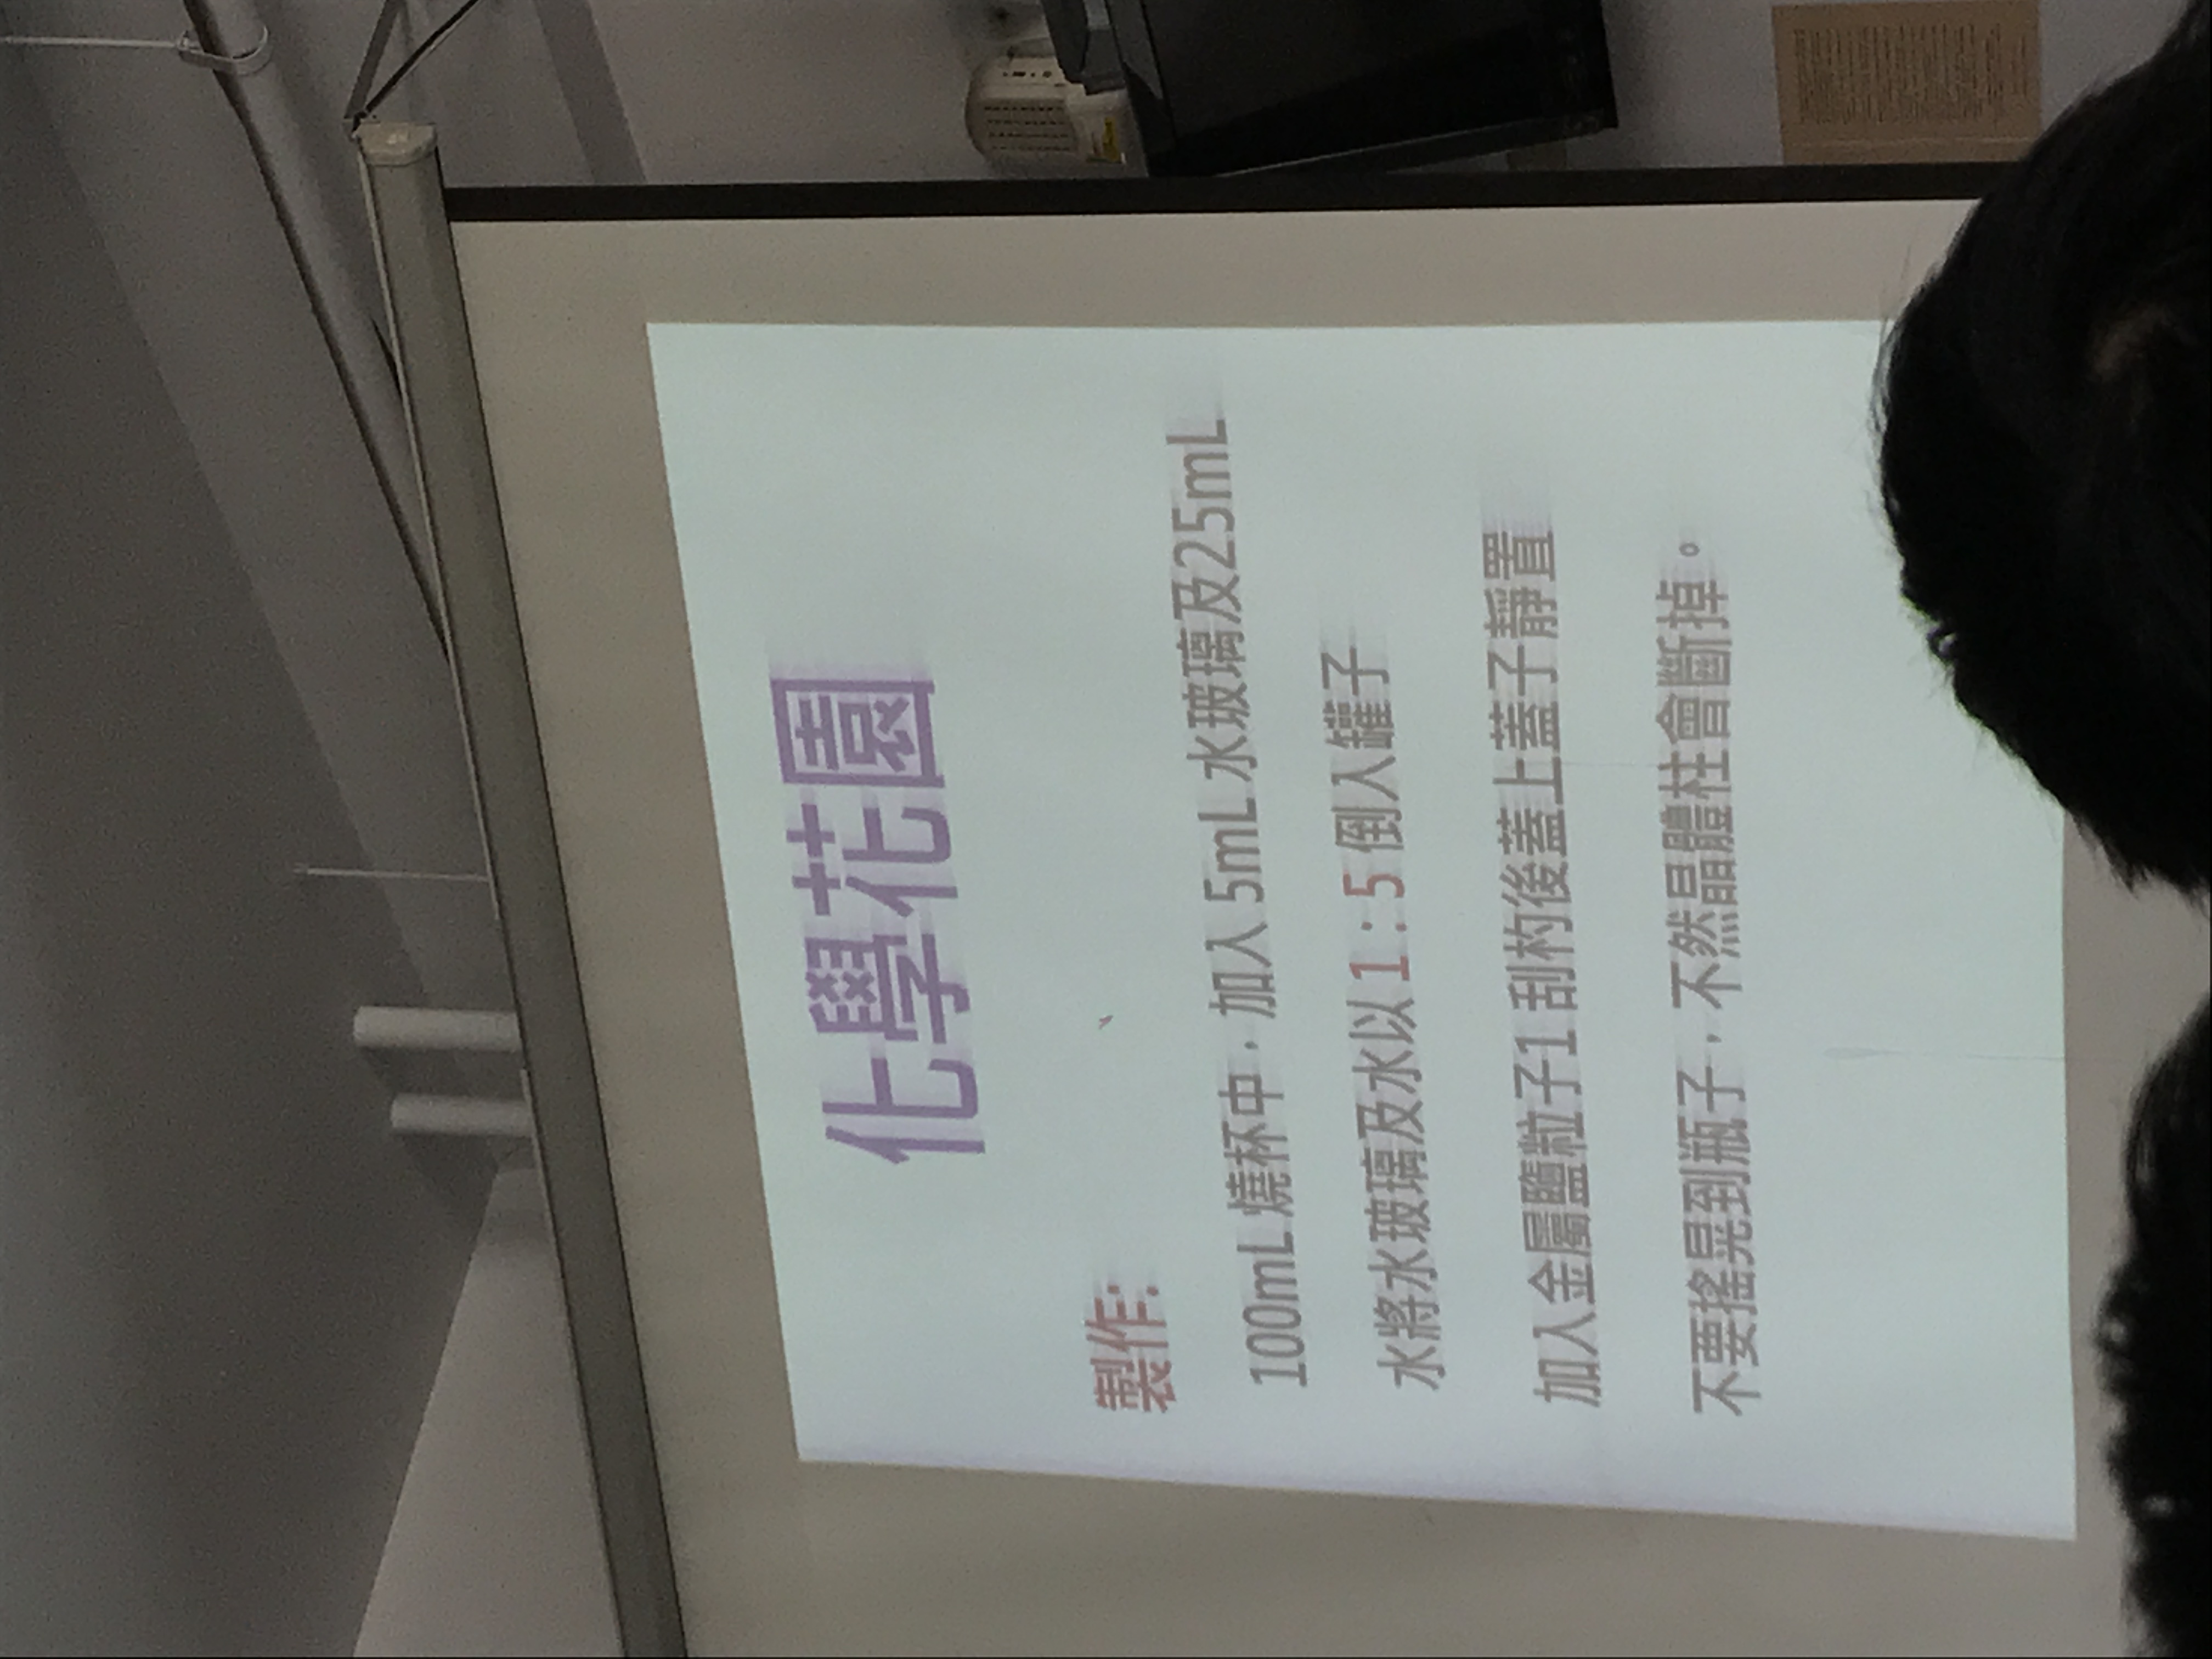 化學花園
製作:
100mL 燒杯中，加入 5mL 水玻璃及25mL
水將水玻璃及水以 1：5 倒入罐子
加入金屬鹽粒子1 刮杓後蓋上蓋子靜置
不要搖晃到瓶子，不然晶體柱會斷掉。